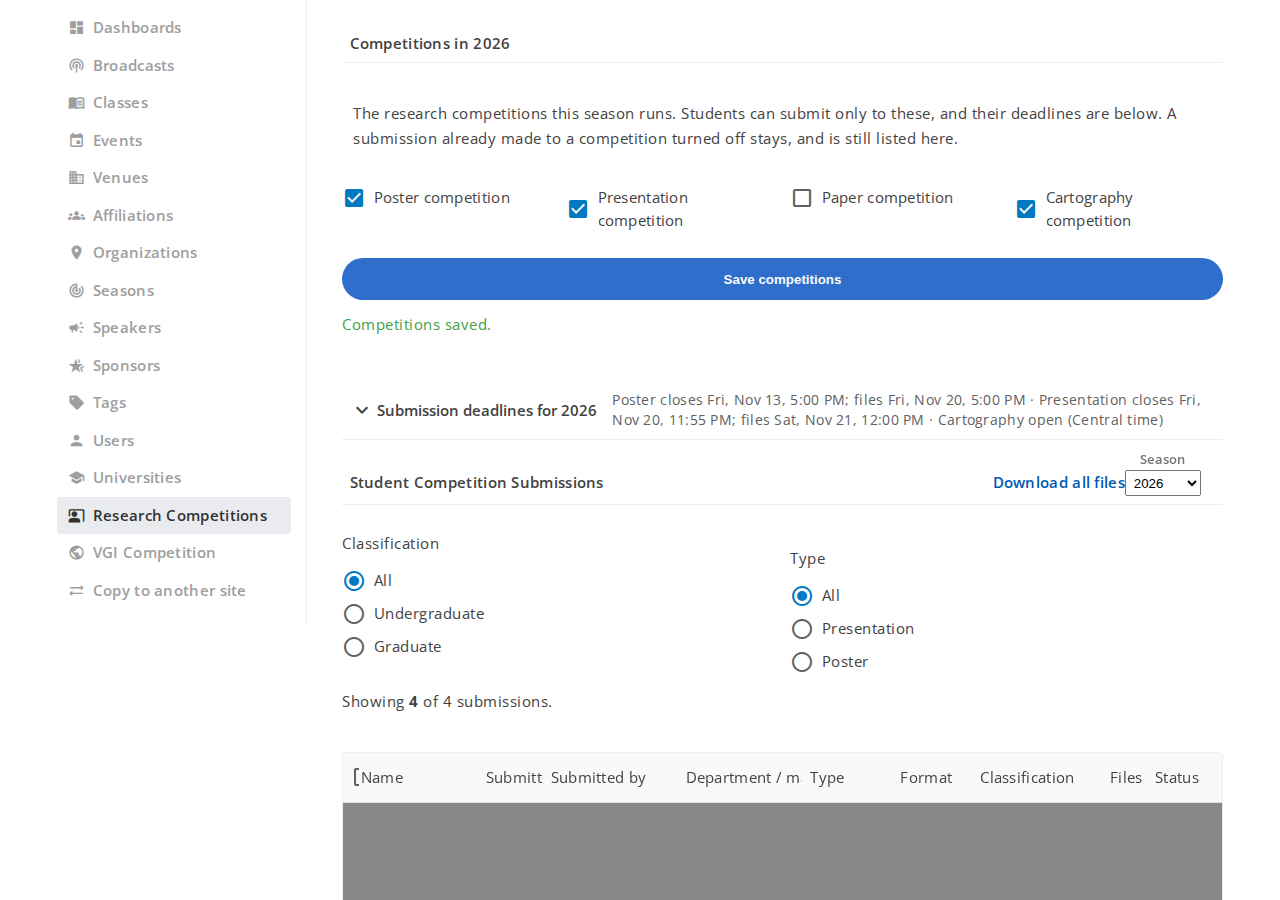 Dashboards
Broadcasts
Classes
Events
Venues
Affiliations
Organizations
Seasons
Speakers
Sponsors
Tags
Users
Universities
Research Competitions
VGI Competition
Copy to another site
Competitions in 2026
The research competitions this season runs. Students can submit only to these, and their deadlines are below. A
submission already made to a competition turned off stays, and is still listed here.
Poster competition
Presentation
competition
Paper competition
Cartography
competition
Save competitions
Competitions saved.
Submission deadlines for 2026
Poster closes Fri, Nov 13, 5:00 PM; files Fri, Nov 20, 5:00 PM · Presentation closes Fri,
Nov 20, 11:55 PM; files Sat, Nov 21, 12:00 PM · Cartography open (Central time)
Student Competition Submissions
Download all files
Season
2026
Classification
All
Undergraduate
Graduate
Type
All
Presentation
Poster
Showing 4 of 4 submissions.
Name Submitt Submitted by Department / m Type Format Classification Files Status